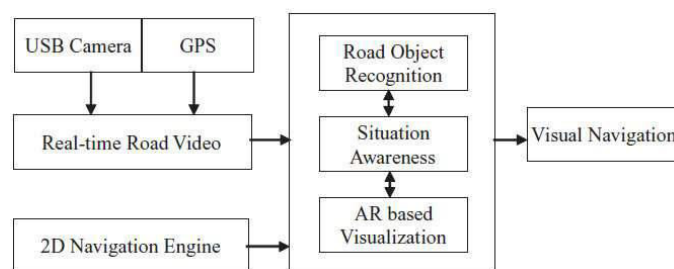 USB Camera
GPS
Real-time Road Video
2D Navigation Engine
Road Object
Recognition
Situation
Awareness
AR based
Visualization
Visual Navigation